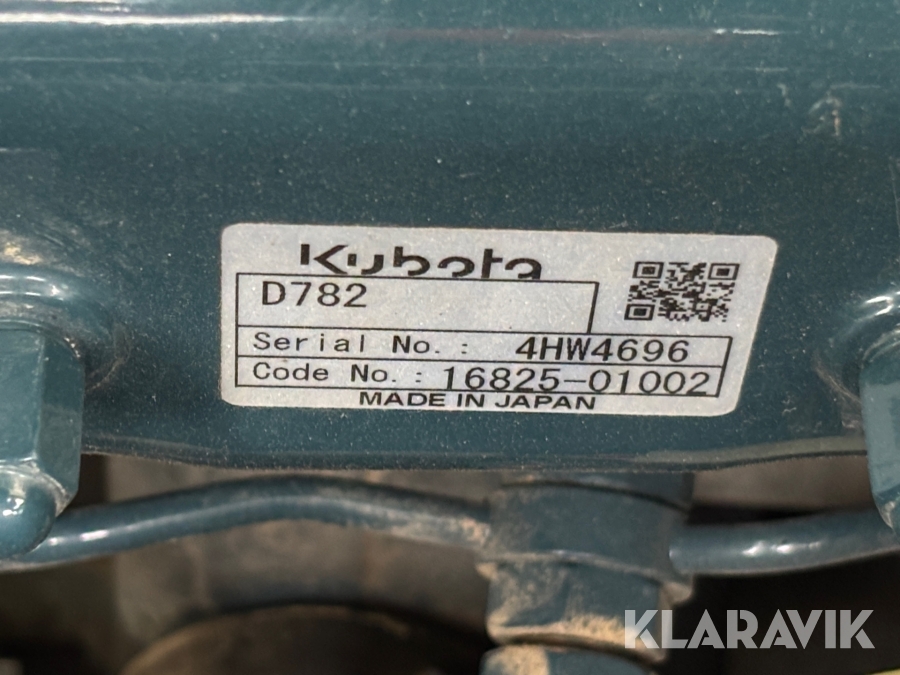 Kubota
D782
Serial No. : 4HW4696
Code No. : 16825-01002
MADE IN JAPAN
KLARAVIK